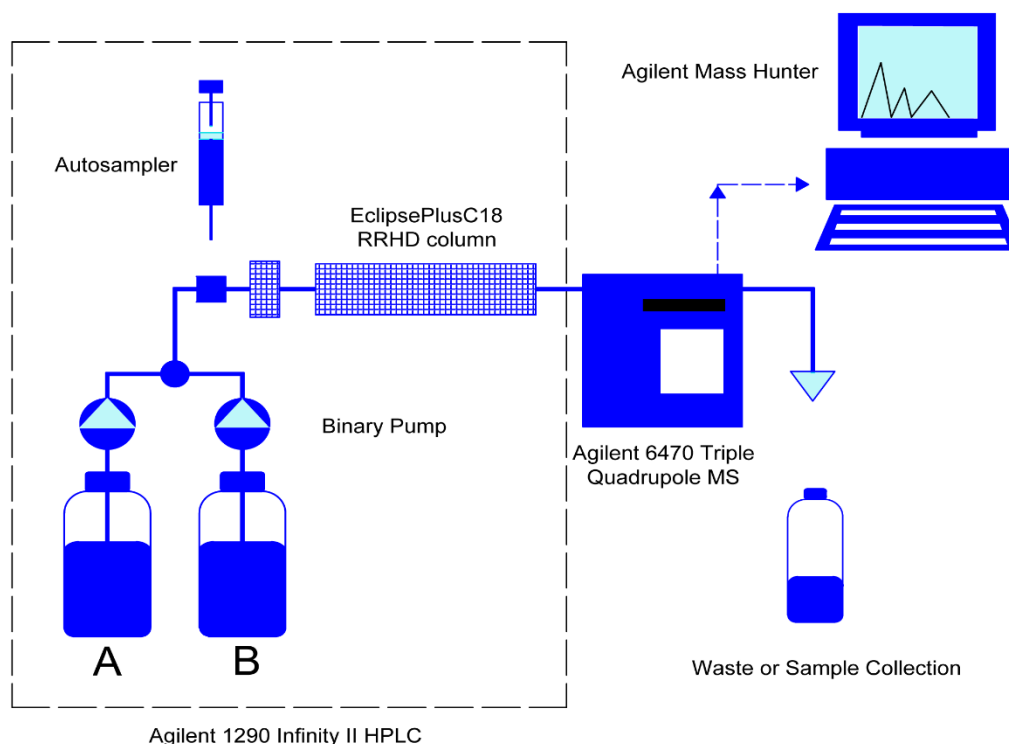 Agilent Mass Hunter
Autosampler
EclipsePlusC18
RRHD column
Binary Pump
Agilent 6470 Triple
Quadrupole MS
A
B
Waste or Sample Collection
Agilent 1290 Infinity II HPLC